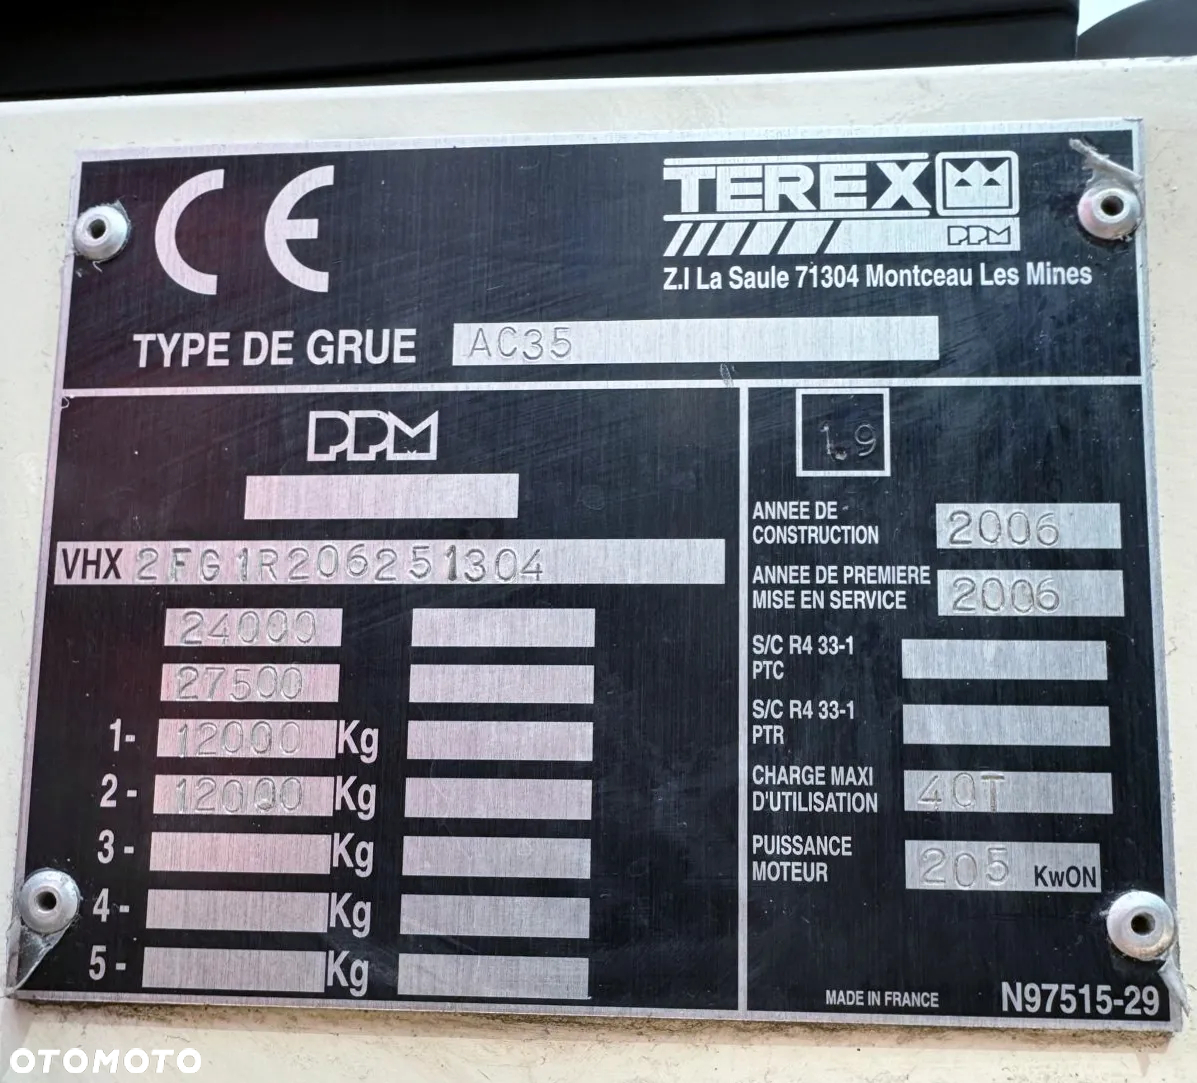 CE
TEREX
PPM
Z.I La Saule 71304 Montceau Les Mines
TYPE DE GRUE AC35
PPM
VHX 2FG1R206251304
24000
27500
1- 12000 Kg
2- 12000 Kg
3- Kg
4- Kg
5- Kg
1.9
ANNEE DE
CONSTRUCTION 2006
ANNEE DE PREMIERE
MISE EN SERVICE 2006
S/C R4 33-1
PTC
S/C R4 33-1
PTR
CHARGE MAXI
D'UTILISATION 40T
PUISSANCE
MOTEUR 205 KwON
MADE IN FRANCE N97515-29
OTOMOTO